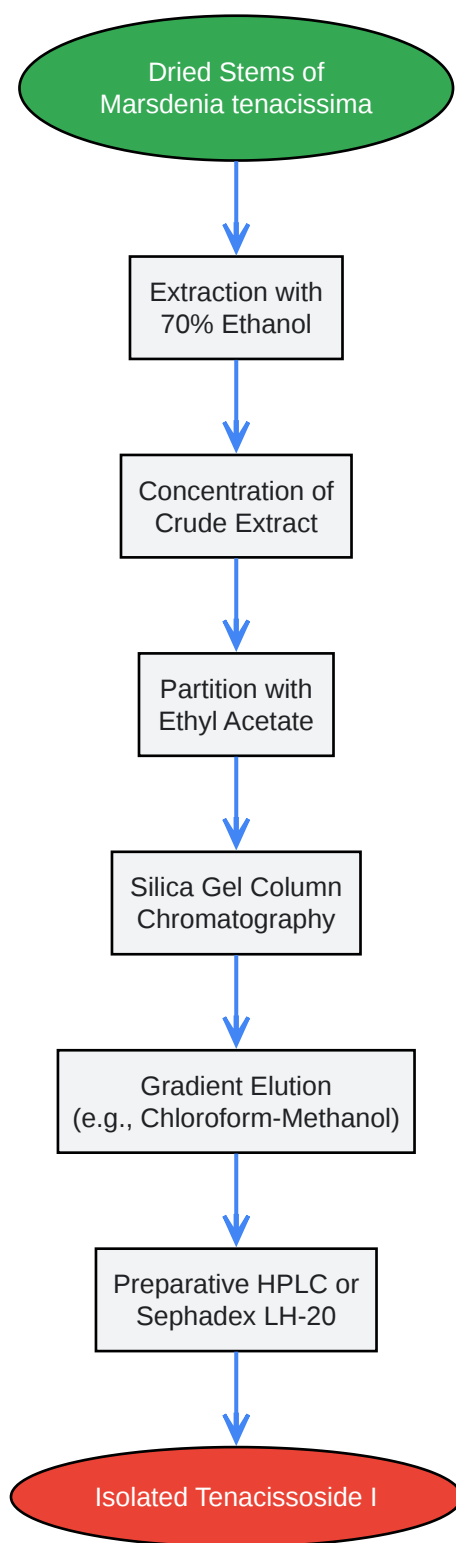 Dried Stems of
Marsdenia tenacissima
Extraction with
70% Ethanol
Concentration of
Crude Extract
Partition with
Ethyl Acetate
Silica Gel Column
Chromatography
Gradient Elution
(e.g., Chloroform-Methanol)
Preparative HPLC or
Sephadex LH-20
Isolated Tenacissoside I